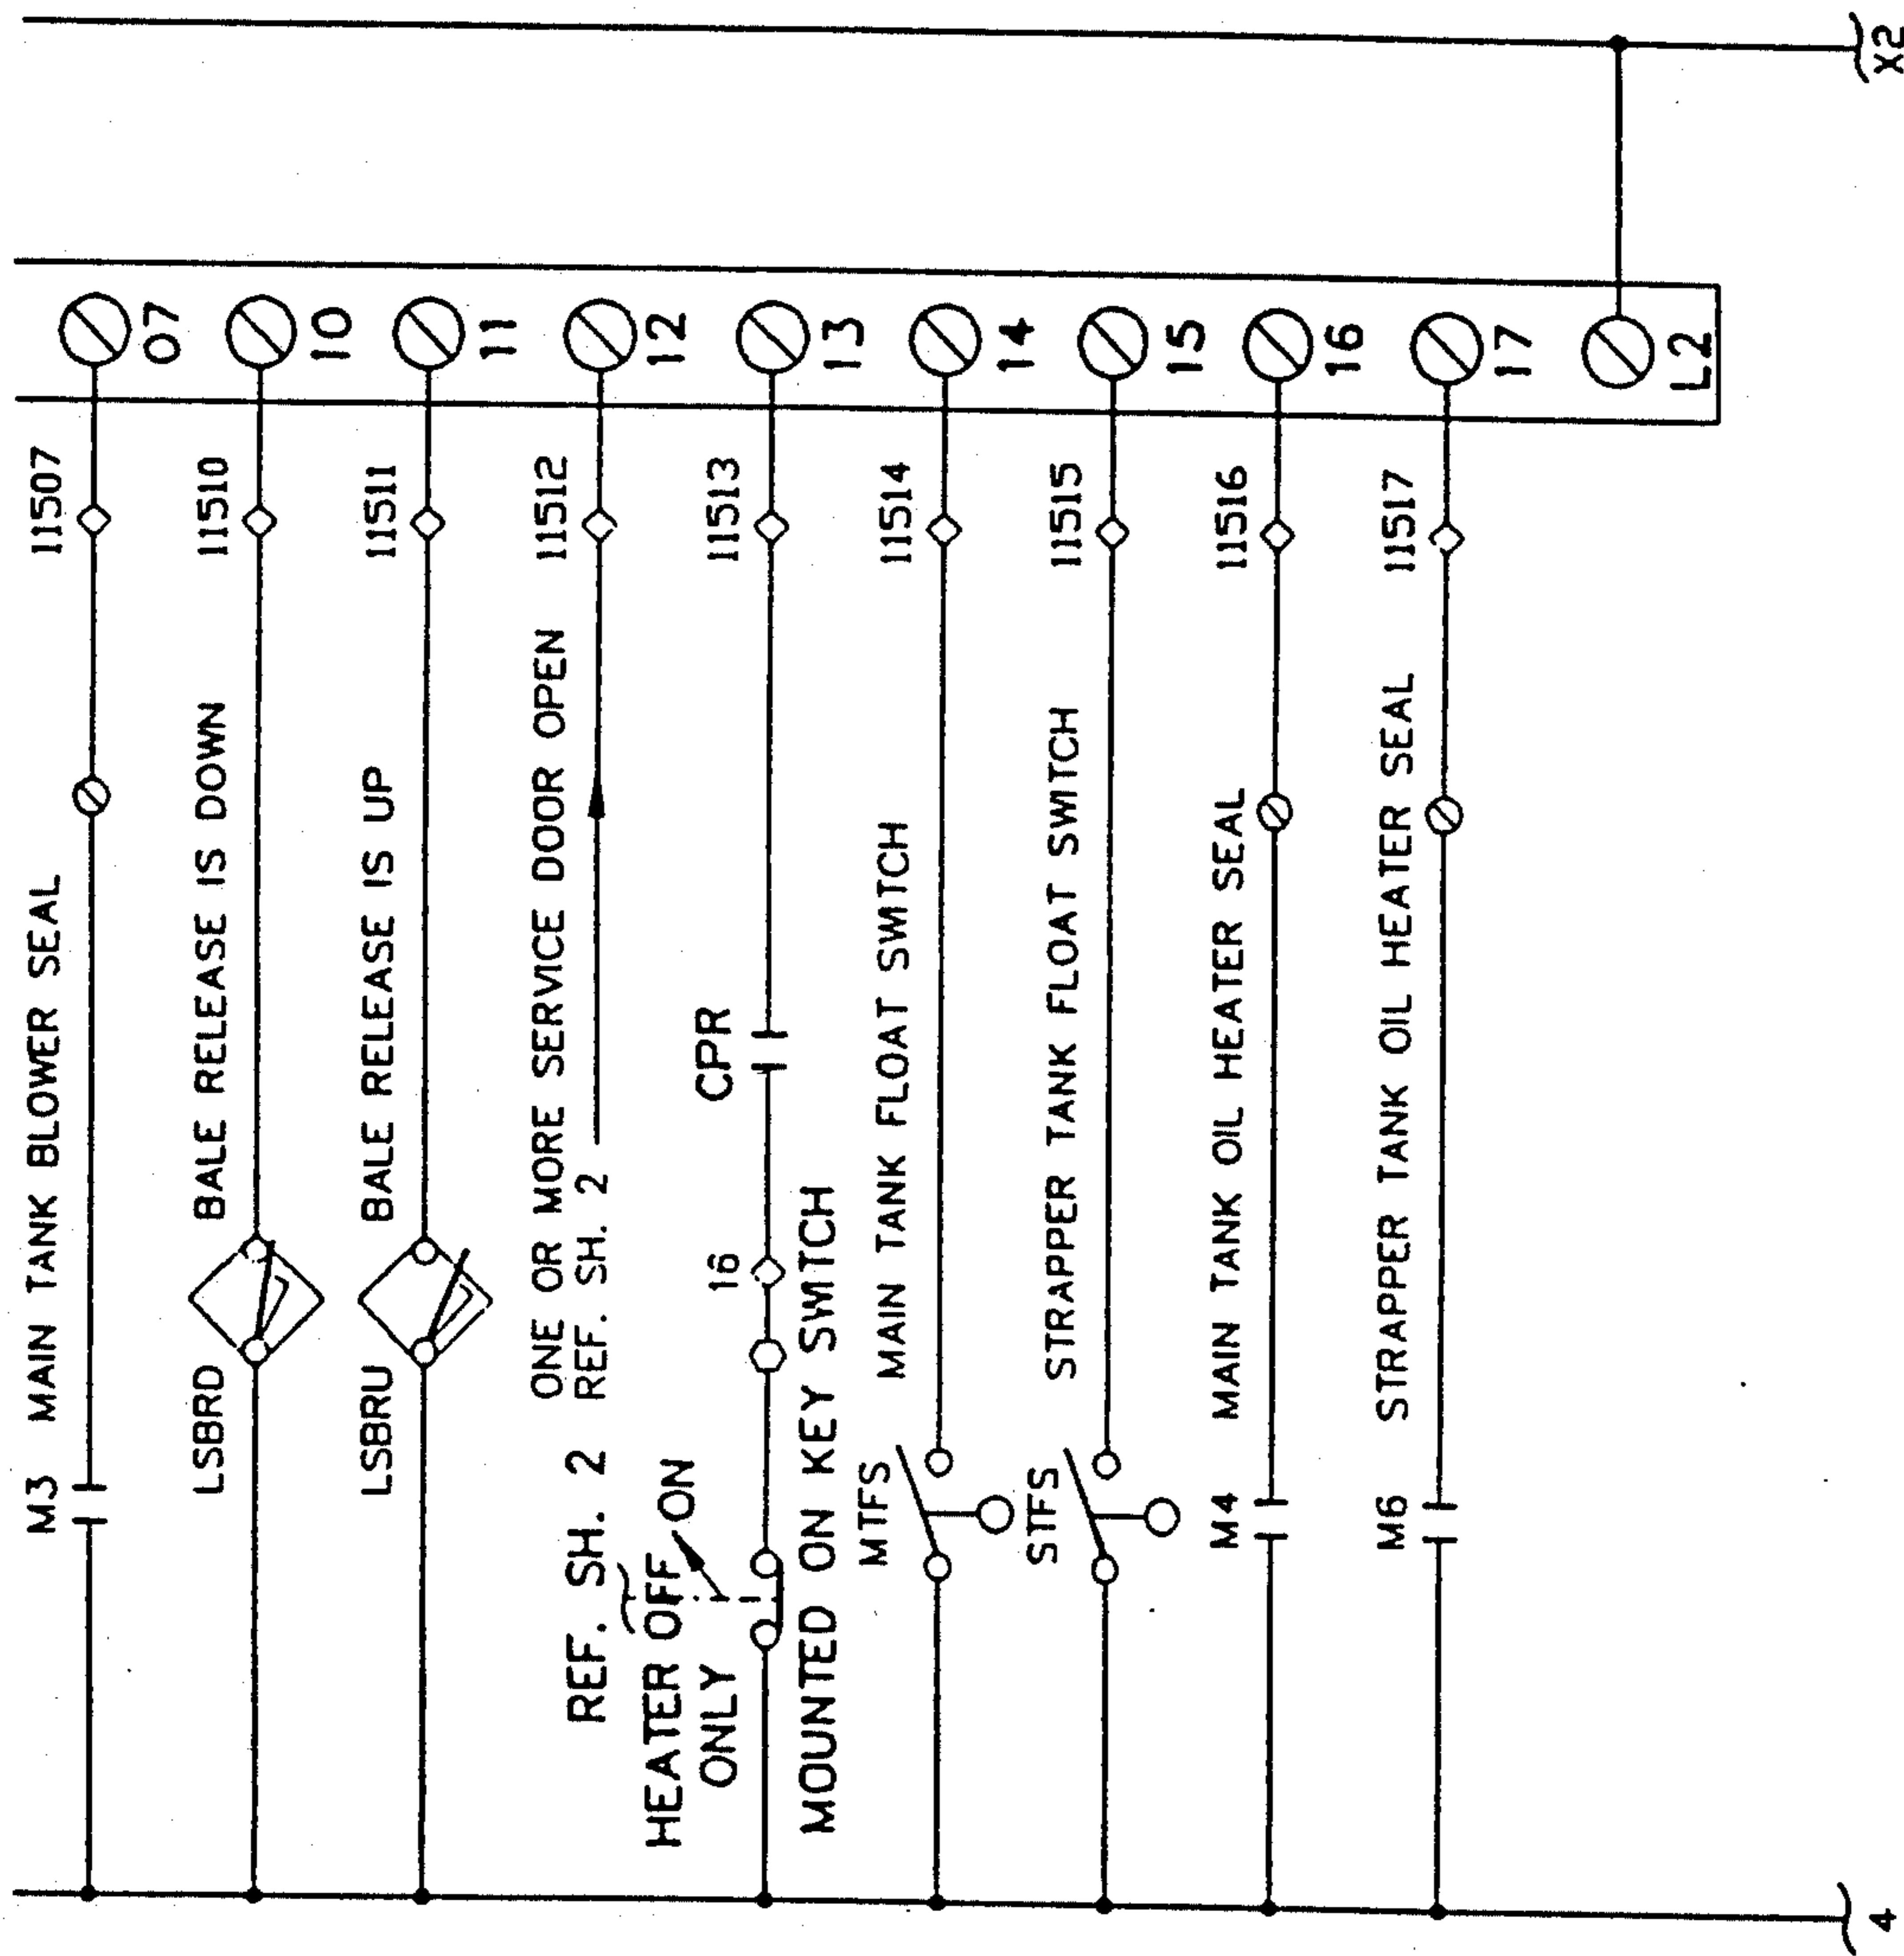 M3 MAIN TANK BLOWER SEAL 11507
07
LSBRD BALE RELEASE IS DOWN 11510
10
LSBRU BALE RELEASE IS UP 11511
11
ONE OR MORE SERVICE DOOR OPEN 11512
REF. SH. 2
12
REF. SH. 2
HEATER OFF ON
ONLY
16 CPR 11513
13
MOUNTED ON KEY SWITCH
MTFS MAIN TANK FLOAT SWITCH 11514
14
STFS STRAPPER TANK FLOAT SWITCH 11515
15
M4 MAIN TANK OIL HEATER SEAL 11516
16
M6 STRAPPER TANK OIL HEATER SEAL 11517
17
L2
4 X2